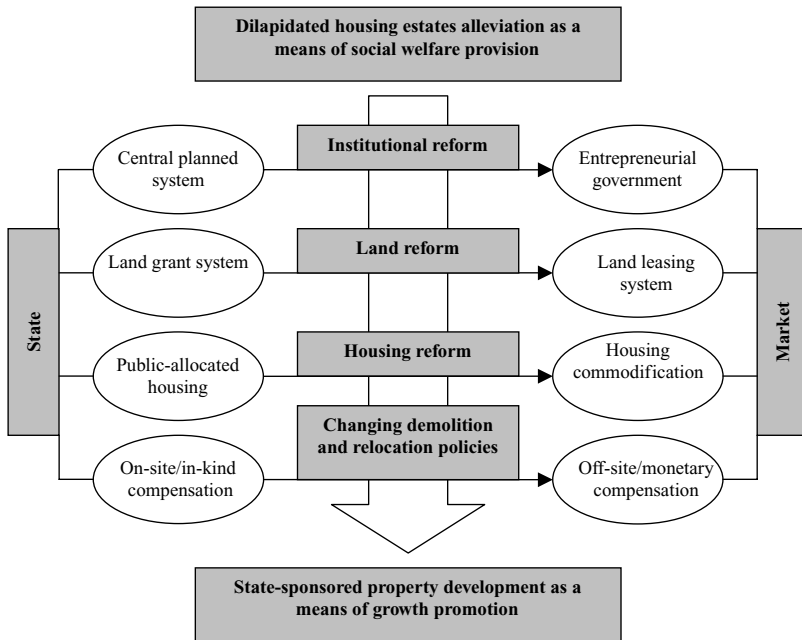 Dilapidated housing estates alleviation as a
means of social welfare provision
Central planned
system
Institutional reform
Entrepreneurial
government
Land grant system
Land reform
Land leasing
system
State
Market
Public-allocated
housing
Housing reform
Housing
commodification
On-site/in-kind
compensation
Changing demolition
and relocation policies
Off-site/monetary
compensation
State-sponsored property development as a
means of growth promotion